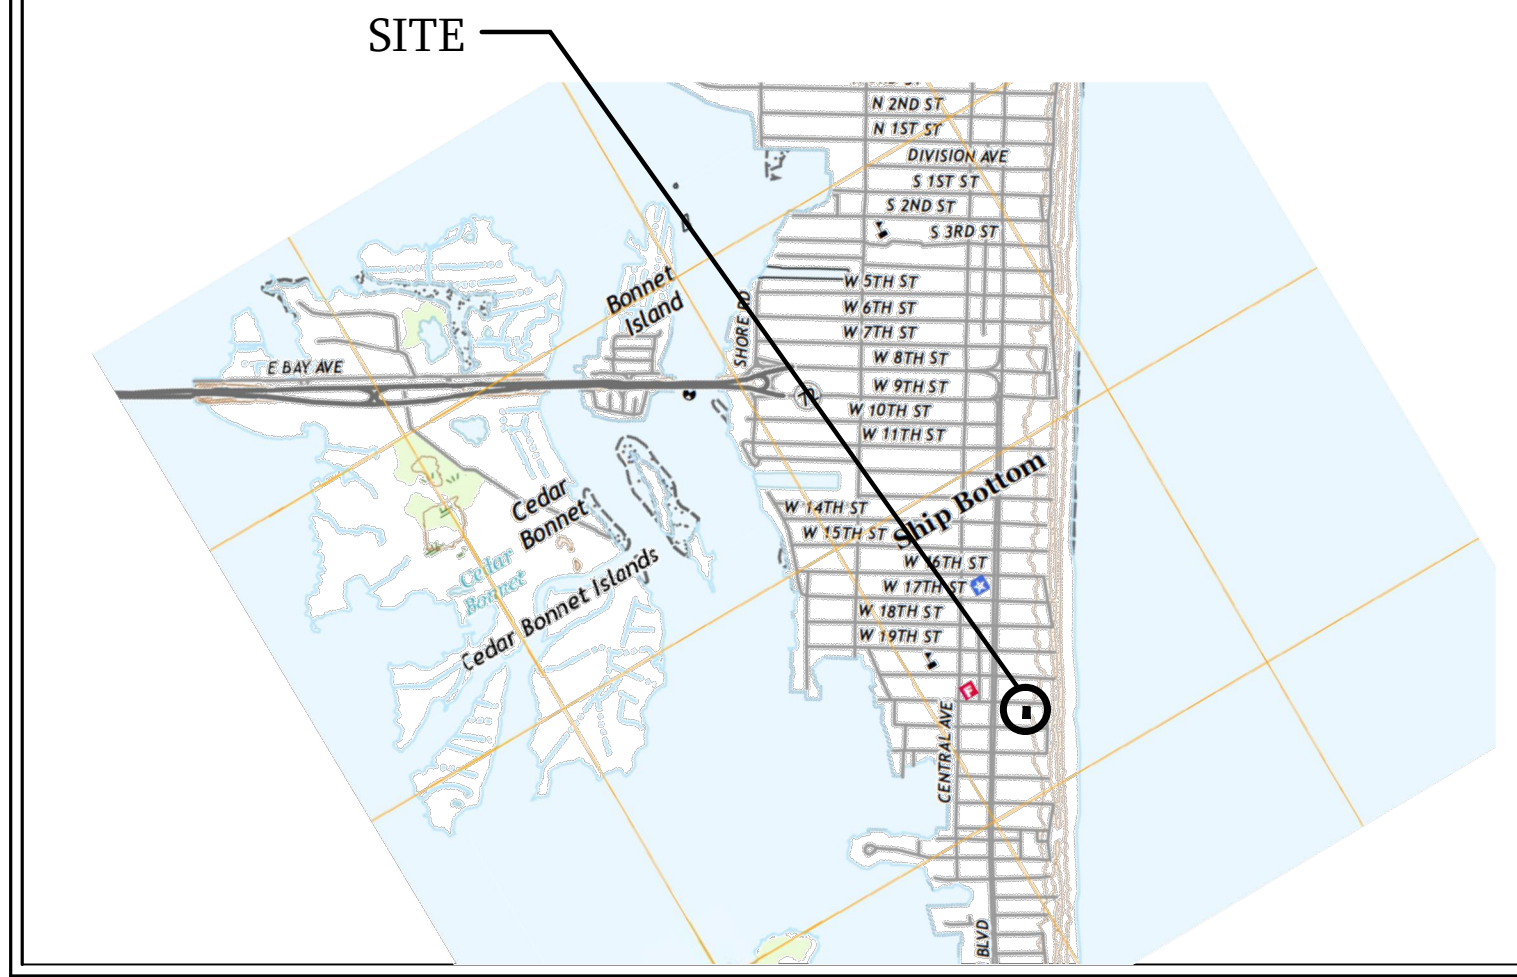 SITE
N 2ND ST
N 1ST ST
DIVISION AVE
S 1ST ST
S 2ND ST
S 3RD ST
Bonnet
Island
W 5TH ST
W 6TH ST
SHORE RD
W 7TH ST
W 8TH ST
E BAY AVE
W 9TH ST
72
W 10TH ST
W 11TH ST
Ship Bottom
Cedar
Bonnet
W 14TH ST
W 15TH ST
W 16TH ST
Cedar
Bonnet
W 17TH ST
Cedar Bonnet Islands
W 18TH ST
W 19TH ST
F
CENTRAL AVE
BLVD